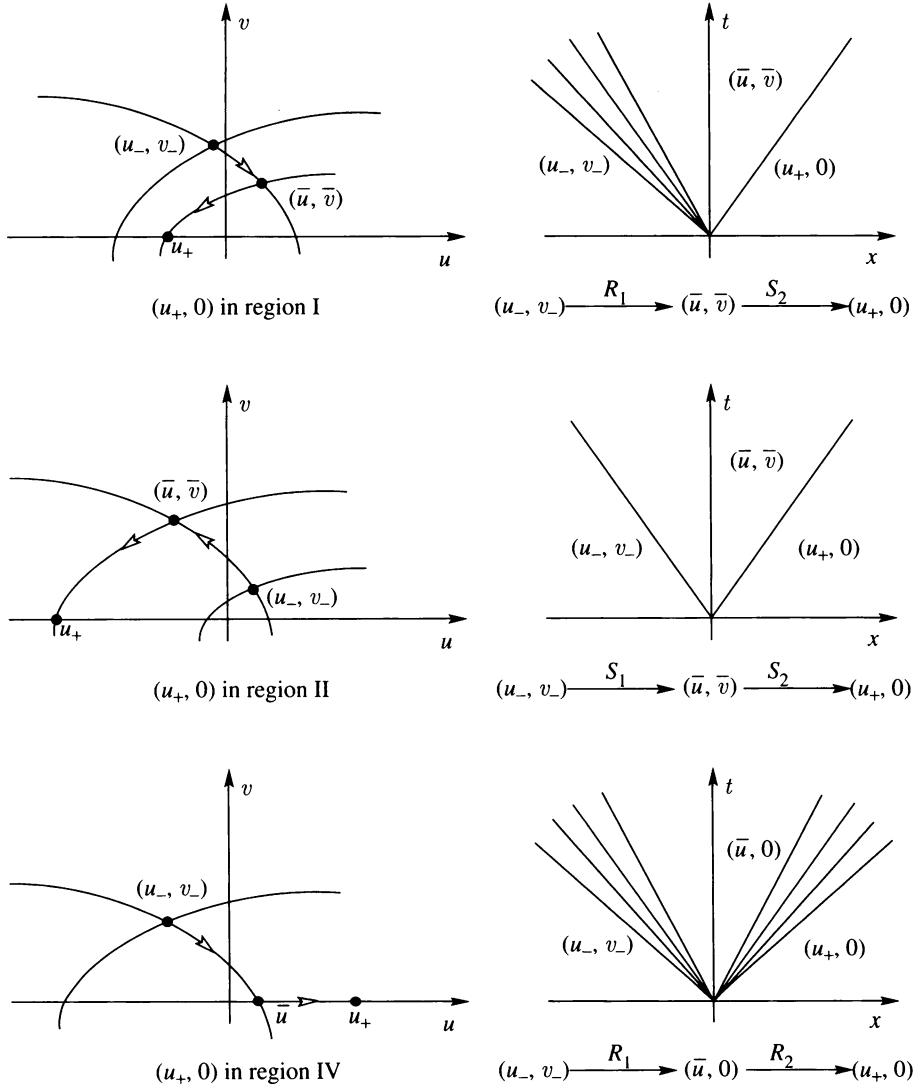 v
(u₋, v₋)
(ū, v̄)
u₊
u
(u₊, 0) in region I
t
(ū, v̄)
(u₋, v₋)
(u₊, 0)
x
(u₋, v₋) R₁ (ū, v̄) S₂ (u₊, 0)
v
(ū, v̄)
(u₋, v₋)
u₊
u
(u₊, 0) in region II
t
(ū, v̄)
(u₋, v₋)
(u₊, 0)
x
(u₋, v₋) S₁ (ū, v̄) S₂ (u₊, 0)
v
(u₋, v₋)
ū
u₊
u
(u₊, 0) in region IV
t
(ū, 0)
(u₋, v₋)
(u₊, 0)
x
(u₋, v₋) R₁ (ū, 0) R₂ (u₊, 0)